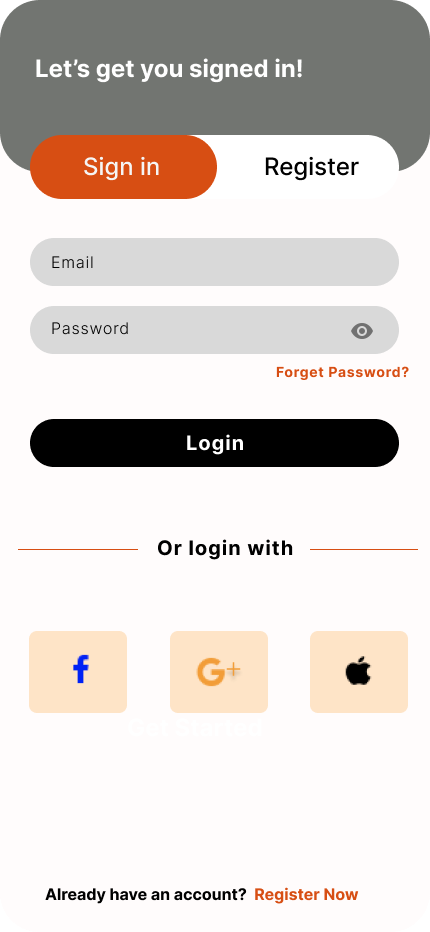 Let’s get you signed in!
Sign in
Register
Email
Password
Forget Password?
Login
Or login with
G+
Get Started
Already have an account? Register Now